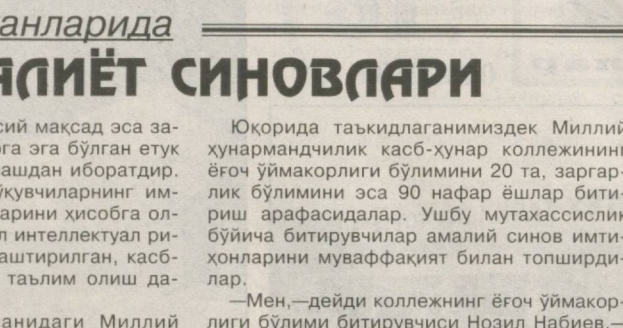 анларида
АЛИЁТ СИНОВЛАРИ
сий мақсад эса за-
га эга бўлган етук
ашдан иборатдир.
ўқувчиларнинг им-
арини ҳисобга ол-
л интеллектуал ри-
аштирилган, касб-
таълим олиш да-
анидаги Миллий
Юқорида таъкидлаганимиздек Миллий
ҳунармандчилик касб-ҳунар коллежининг
ёғоч ўймакорлиги бўлимини 20 та, заргар-
лик бўлимини эса 90 нафар ёшлар бити-
риш арафасидалар. Ушбу мутахассислик
бўйича битирувчилар амалий синов имти-
ҳонларини муваффақият билан топширди-
лар.
—Мен,—дейди коллежнинг ёғоч ўймакор-
лиги бўлими битирувчиси Нозил Набиев,—